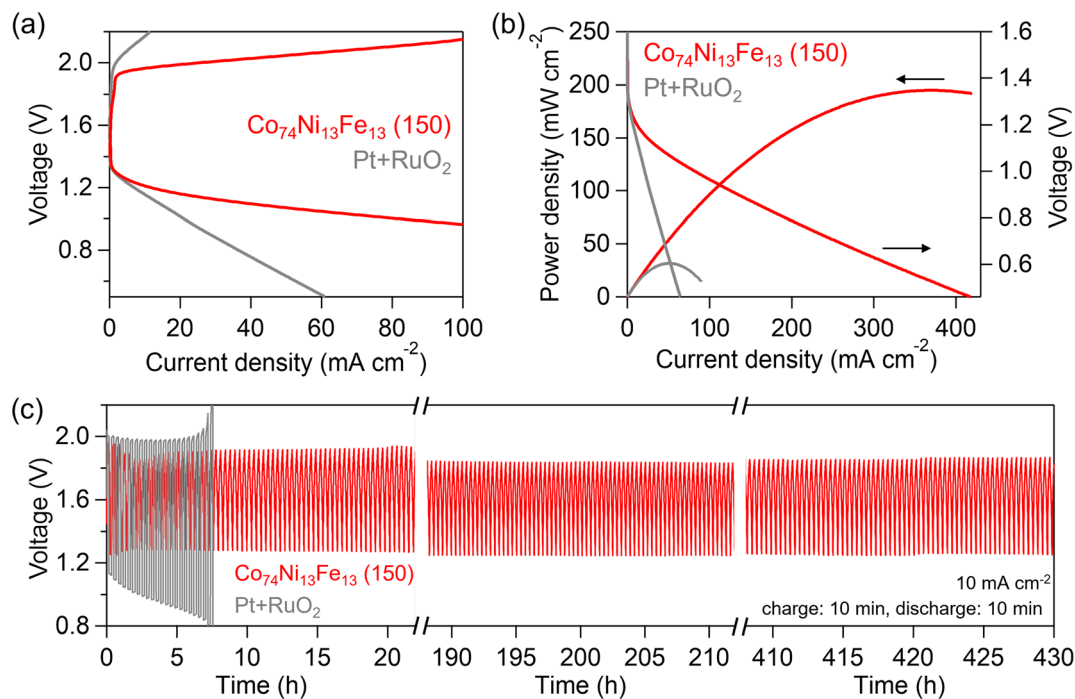 (a)
Voltage (V)
2.0
1.6
1.2
0.8
Co₇₄Ni₁₃Fe₁₃ (150)
Pt+RuO₂
0 20 40 60 80 100
Current density (mA cm⁻²)
(b)
Power density (mW cm⁻²)
250
200
150
100
50
0
Co₇₄Ni₁₃Fe₁₃ (150)
Pt+RuO₂
1.6
1.4
1.2
1.0
0.8
0.6
Voltage (V)
0 100 200 300 400
Current density (mA cm⁻²)
(c)
Voltage (V)
2.0
1.6
1.2
0.8
Co₇₄Ni₁₃Fe₁₃ (150)
Pt+RuO₂
10 mA cm⁻²
charge: 10 min, discharge: 10 min
0 5 10 15 20 190 195 200 205 210 410 415 420 425 430
Time (h) Time (h) Time (h)